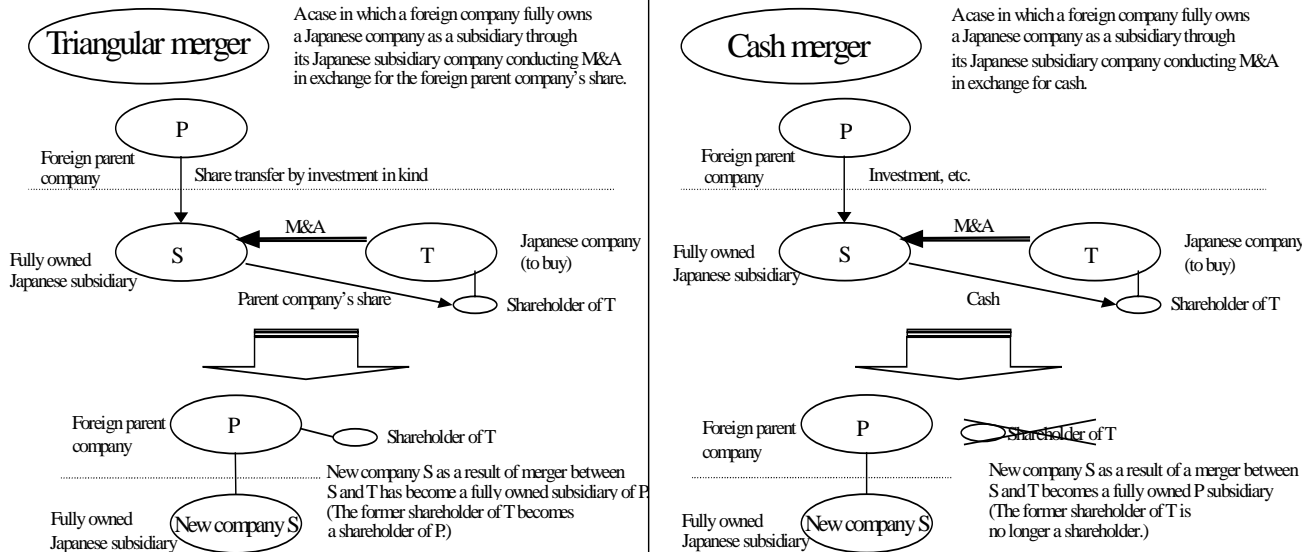 Triangular merger
A case in which a foreign company fully owns
a Japanese company as a subsidiary through
its Japanese subsidiary company conducting M&A
in exchange for the foreign parent company's share.
P
Foreign parent
company
Share transfer by investment in kind
M&A
S
T
Fully owned
Japanese subsidiary
Japanese company
(to buy)
Parent company's share
Shareholder of T
P
Foreign parent
company
Shareholder of T
New company S as a result of merger between
S and T has become a fully owned subsidiary of P.
(The former shareholder of T becomes
a shareholder of P.)
Fully owned
Japanese subsidiary
New company S
Cash merger
A case in which a foreign company fully owns
a Japanese company as a subsidiary through
its Japanese subsidiary company conducting M&A
in exchange for cash.
P
Foreign parent
company
Investment, etc.
M&A
S
T
Fully owned
Japanese subsidiary
Japanese company
(to buy)
Cash
Shareholder of T
P
Foreign parent
company
Shareholder of T
New company S as a result of a merger between
S and T becomes a fully owned P subsidiary
(The former shareholder of T is
no longer a shareholder.)
Fully owned
Japanese subsidiary
New company S